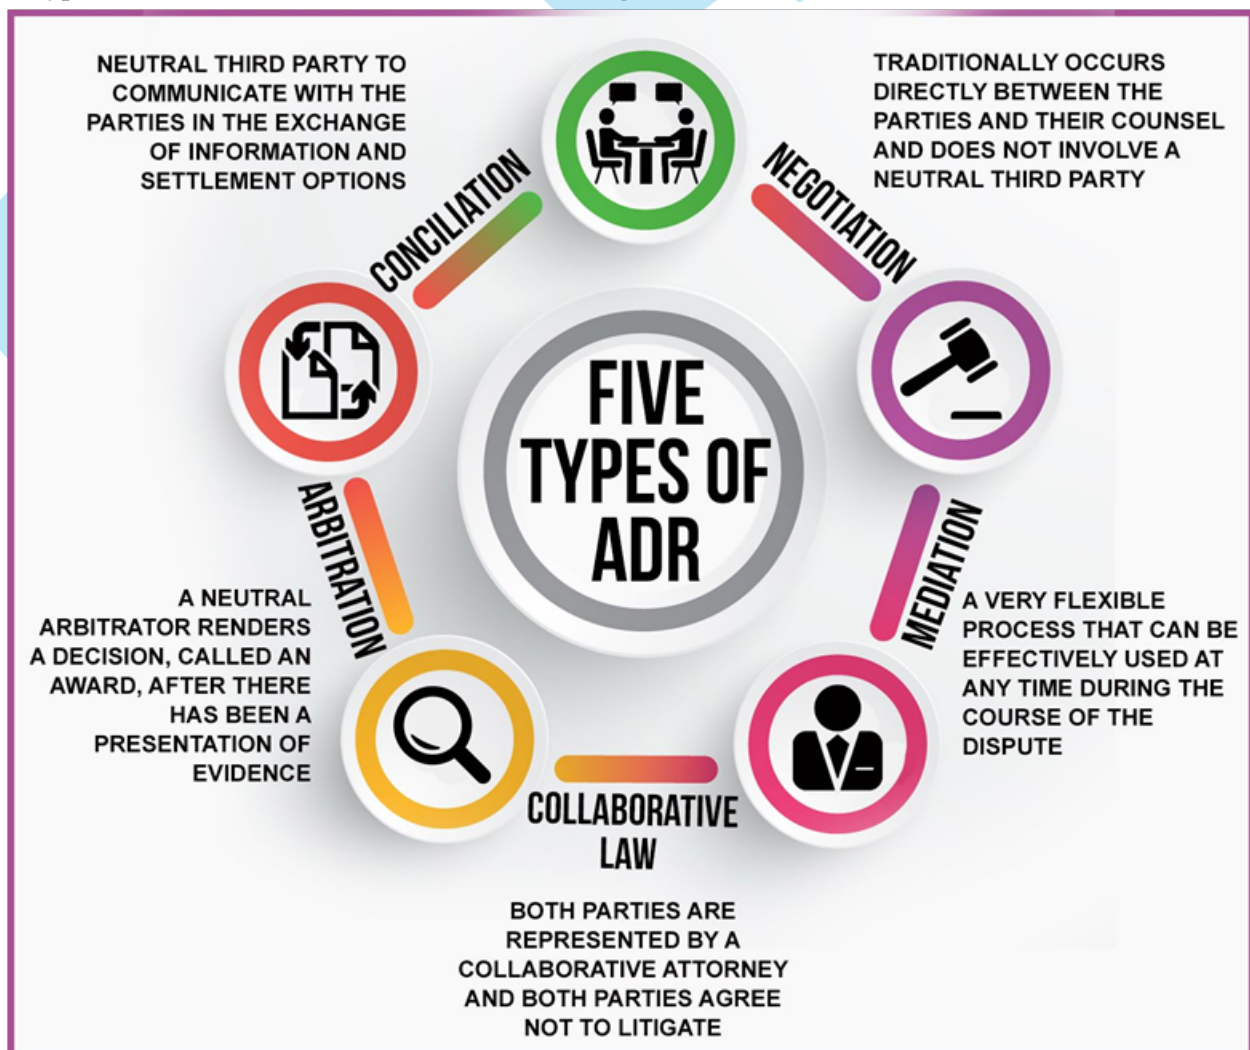 NEUTRAL THIRD PARTY TO
COMMUNICATE WITH THE
PARTIES IN THE EXCHANGE
OF INFORMATION AND
SETTLEMENT OPTIONS
CONCILIATION
TRADITIONALLY OCCURS
DIRECTLY BETWEEN THE
PARTIES AND THEIR COUNSEL
AND DOES NOT INVOLVE A
NEUTRAL THIRD PARTY
NEGOTIATION
FIVE
TYPES OF
ADR
ARBITRATION
A NEUTRAL
ARBITRATOR RENDERS
A DECISION, CALLED AN
AWARD, AFTER THERE
HAS BEEN A
PRESENTATION OF
EVIDENCE
MEDIATION
A VERY FLEXIBLE
PROCESS THAT CAN BE
EFFECTIVELY USED AT
ANY TIME DURING THE
COURSE OF THE
DISPUTE
COLLABORATIVE
LAW
BOTH PARTIES ARE
REPRESENTED BY A
COLLABORATIVE ATTORNEY
AND BOTH PARTIES AGREE
NOT TO LITIGATE